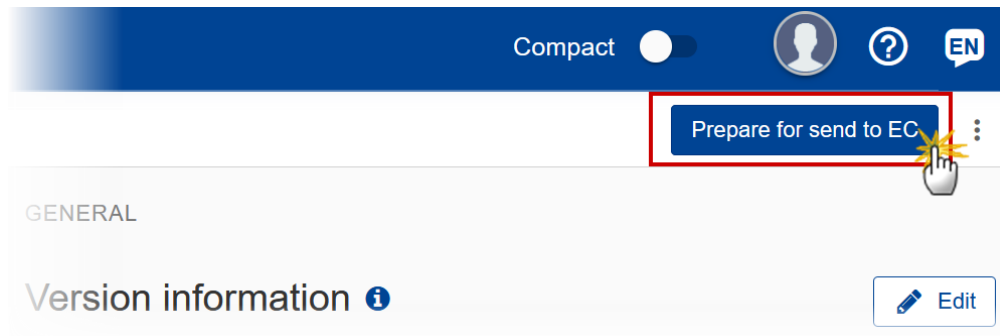 Compact
EN
Prepare for send to EC
GENERAL
Version information
Edit